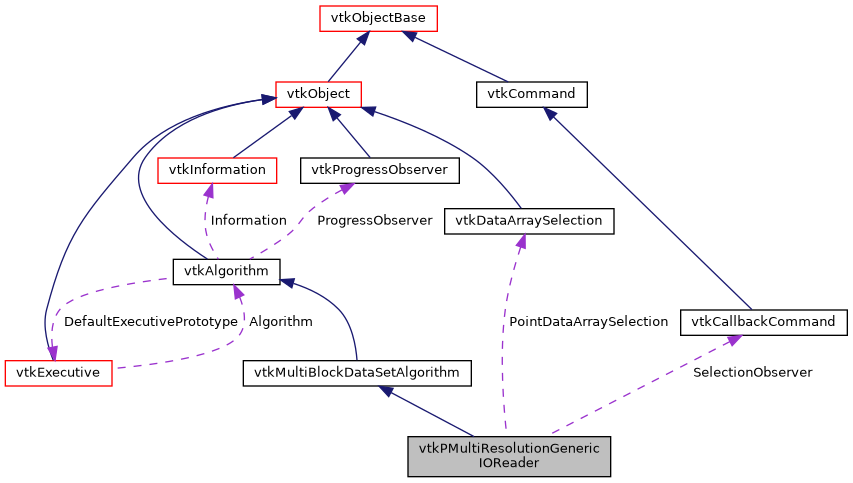 vtkObjectBase
vtkObject
vtkCommand
vtkInformation
vtkProgressObserver
vtkDataArraySelection
Information
ProgressObserver
vtkAlgorithm
DefaultExecutivePrototype
Algorithm
PointDataArraySelection
vtkCallbackCommand
vtkExecutive
vtkMultiBlockDataSetAlgorithm
SelectionObserver
vtkPMultiResolutionGeneric
IOReader